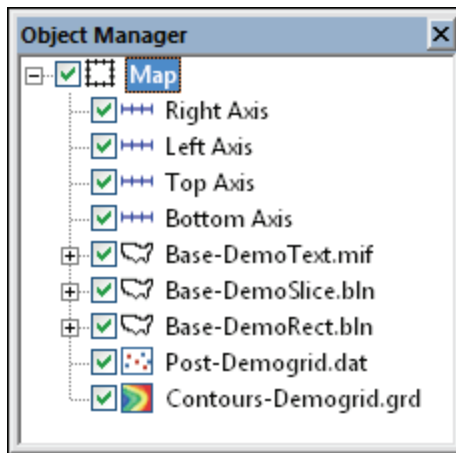 Object Manager
Map
Right Axis
Left Axis
Top Axis
Bottom Axis
Base-DemoText.mif
Base-DemoSlice.bln
Base-DemoRect.bln
Post-Demogrid.dat
Contours-Demogrid.grd